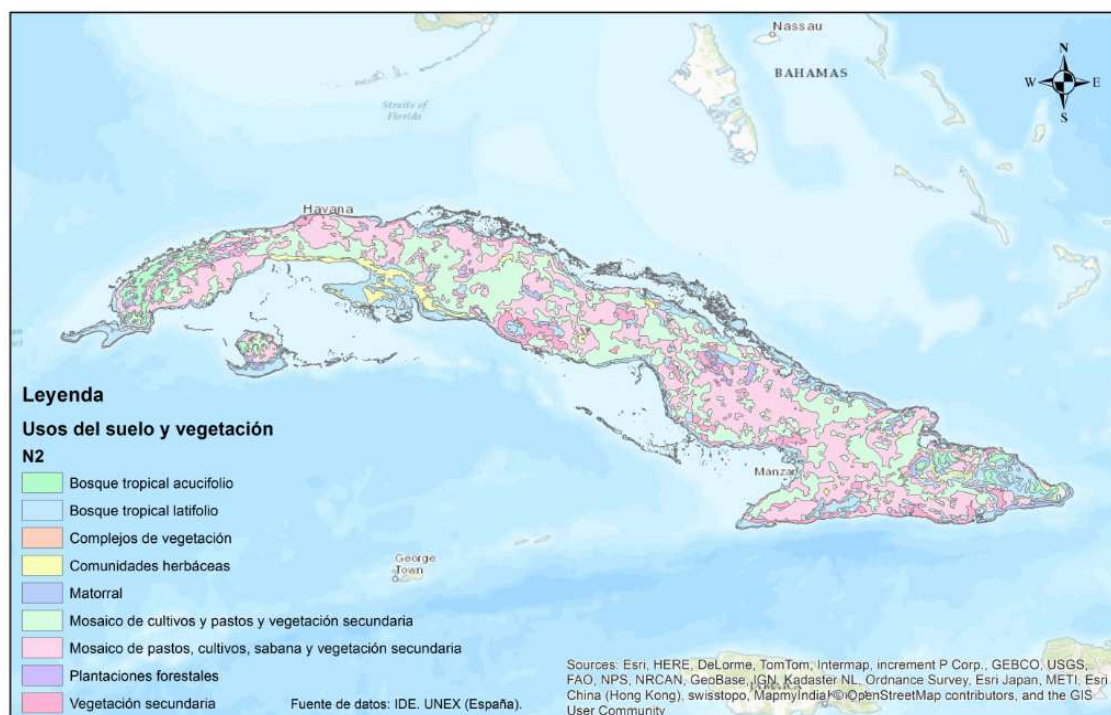 Nassau
BAHAMAS
N
W E
S
Straits of
Florida
Havana
Manzan
George
Town
Leyenda
Usos del suelo y vegetación
N2
Bosque tropical acucifolio
Bosque tropical latifolio
Complejos de vegetación
Comunidades herbáceas
Matorral
Mosaico de cultivos y pastos y vegetación secundaria
Mosaico de pastos, cultivos, sabana y vegetación secundaria
Plantaciones forestales
Vegetación secundaria
Fuente de datos: IDE. UNEX (España).
Sources: Esri, HERE, DeLorme, TomTom, Intermap, increment P Corp., GEBCO, USGS,
FAO, NPS, NRCAN, GeoBase, IGN, Kadaster NL, Ordnance Survey, Esri Japan, METI, Esri
China (Hong Kong), swisstopo, MapmyIndia, © OpenStreetMap contributors, and the GIS
User Community